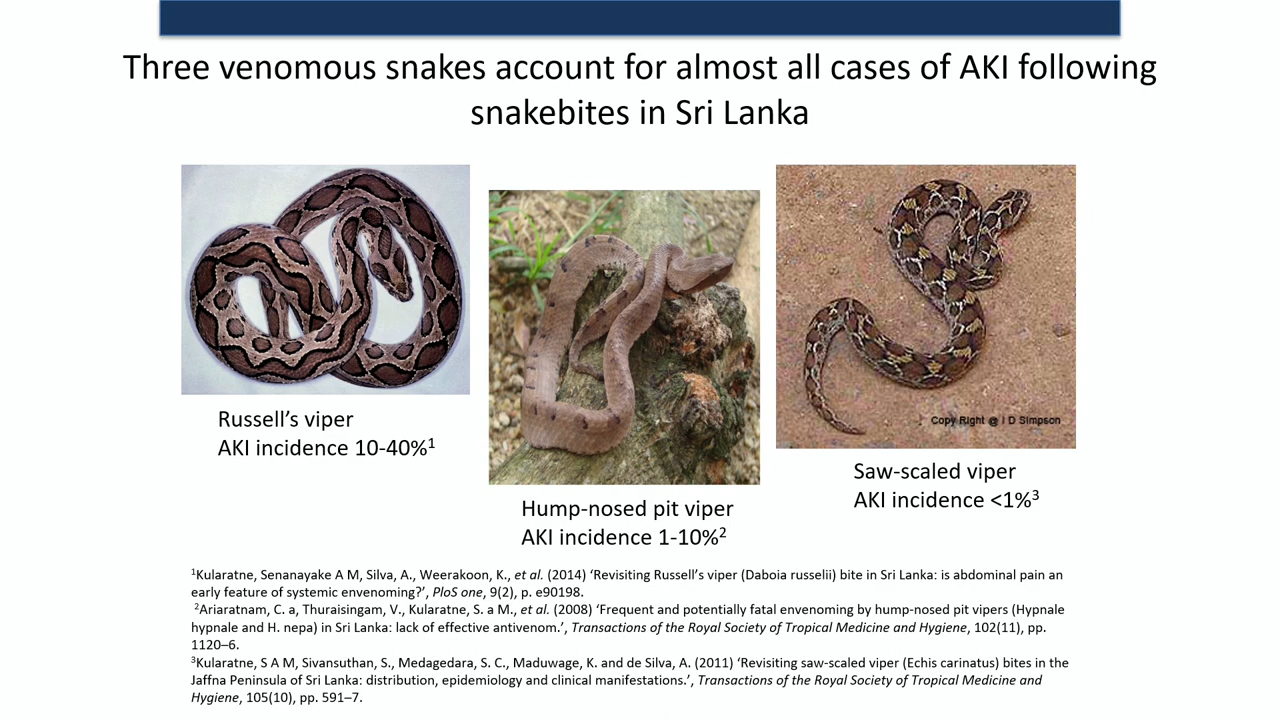 Three venomous snakes account for almost all cases of AKI following
snakebites in Sri Lanka
Copy Right @ I D Simpson
Russell’s viper
AKI incidence 10-40%¹
Saw-scaled viper
AKI incidence <1%³
Hump-nosed pit viper
AKI incidence 1-10%²
¹Kularatne, Senanayake A M, Silva, A., Weerakoon, K., et al. (2014) ‘Revisiting Russell’s viper (Daboia russelii) bite in Sri Lanka: is abdominal pain an
early feature of systemic envenoming?’, PloS one, 9(2), p. e90198.
²Ariaratnam, C. a, Thuraisingam, V., Kularatne, S. a M., et al. (2008) ‘Frequent and potentially fatal envenoming by hump-nosed pit vipers (Hypnale
hypnale and H. nepa) in Sri Lanka: lack of effective antivenom.’, Transactions of the Royal Society of Tropical Medicine and Hygiene, 102(11), pp.
1120–6.
³Kularatne, S A M, Sivansuthan, S., Medagedara, S. C., Maduwage, K. and de Silva, A. (2011) ‘Revisiting saw-scaled viper (Echis carinatus) bites in the
Jaffna Peninsula of Sri Lanka: distribution, epidemiology and clinical manifestations.’, Transactions of the Royal Society of Tropical Medicine and
Hygiene, 105(10), pp. 591–7.